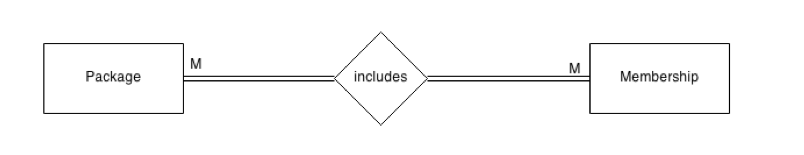 M
Package
includes
M
Membership